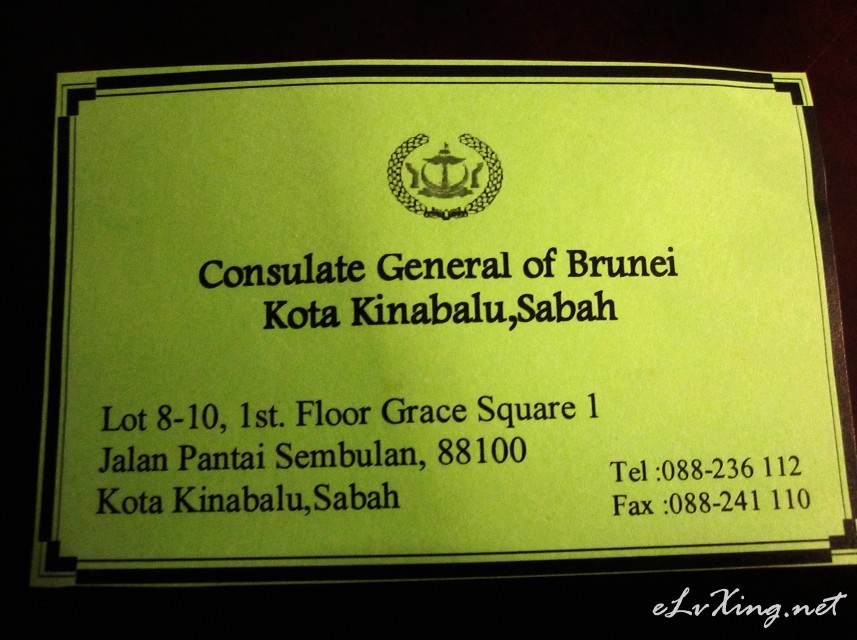 Consulate General of Brunei
Kota Kinabalu,Sabah
Lot 8-10, 1st. Floor Grace Square 1
Jalan Pantai Sembulan, 88100
Kota Kinabalu,Sabah
Tel :088-236 112
Fax :088-241 110
eLvXing.net